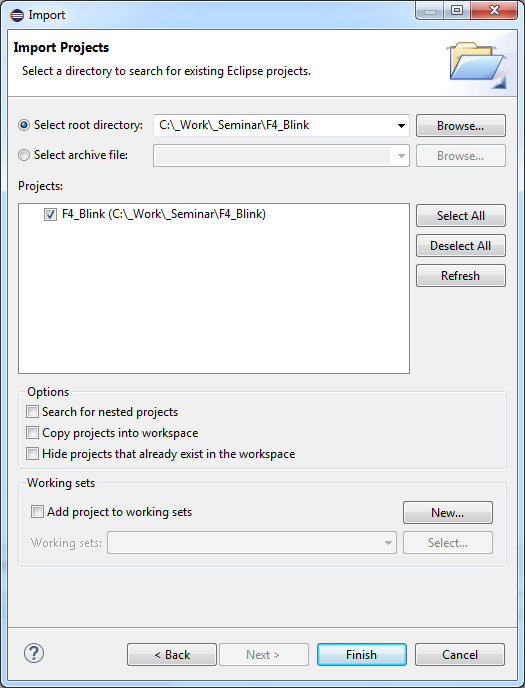 Import
Import Projects
Select a directory to search for existing Eclipse projects.
Select root directory: C:\_Work\_Seminar\F4_Blink Browse...
Select archive file: Browse...
Projects:
F4_Blink (C:\_Work\_Seminar\F4_Blink)
Select All
Deselect All
Refresh
Options
Search for nested projects
Copy projects into workspace
Hide projects that already exist in the workspace
Working sets
Add project to working sets New...
Working sets: Select...
? < Back Next > Finish Cancel